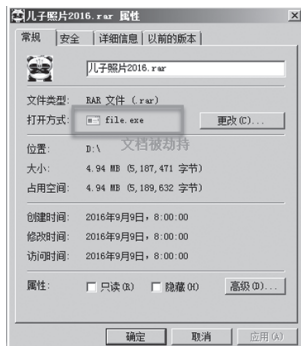 儿子照片2016.rar 属性
常规 安全 详细信息 以前的版本
儿子照片2016.rar
文件类型: RAR 文件 (.rar)
打开方式: file.exe 更改(C)...
文档被劫持
位置: D:\
大小: 4.94 MB (5,187,471 字节)
占用空间: 4.94 MB (5,189,632 字节)
创建时间: 2016年9月9日，8:00:00
修改时间: 2016年9月9日，8:00:00
访问时间: 2016年9月9日，8:00:00
属性: 只读(R) 隐藏(H) 高级(D)...
确定 取消 应用(A)